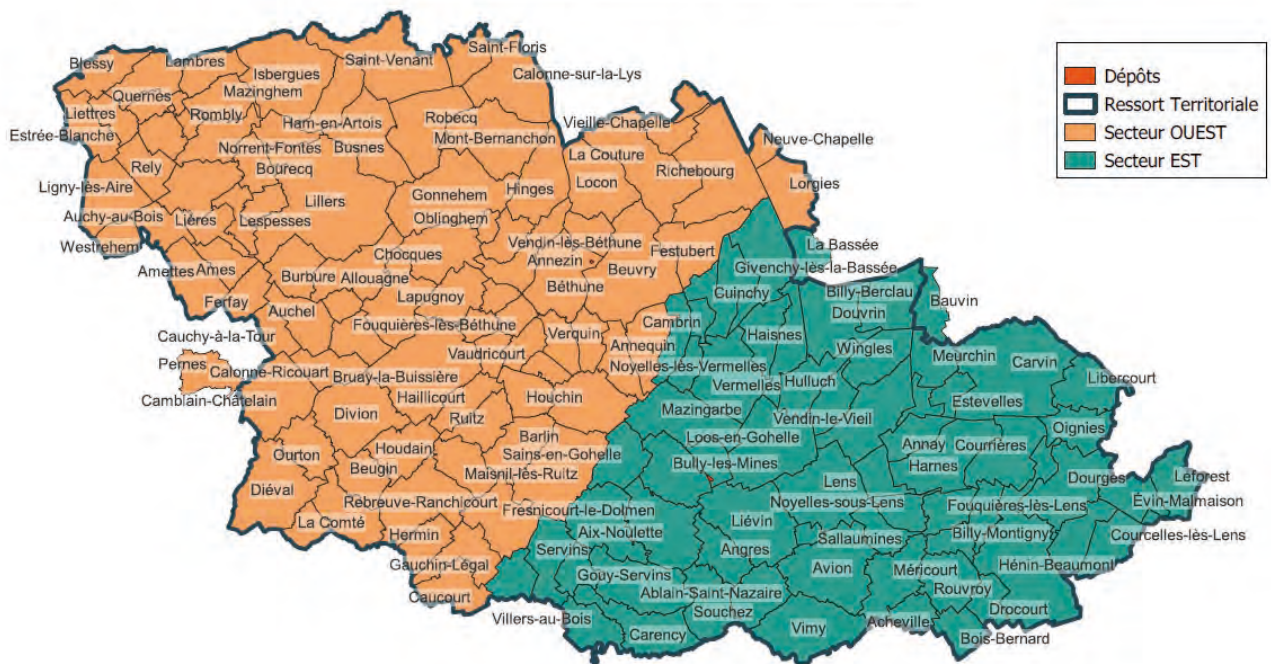 Dépôts
Ressort Territoriale
Secteur OUEST
Secteur EST
Saint-Floris
Saint-Venant
Blessy
Lambres
Isbergues
Calonne-sur-la-Lys
Quernes
Mazinghem
Liettres
Rombly
Robecq
Ham-en-Artois
Vieille-Chapelle
Estrée-Blanche
Mont-Bernanchon
Neuve-Chapelle
Norrent-Fontes
Busnes
La Couture
Rely
Bourecq
Richebourg
Locon
Lorgies
Ligny-lès-Aire
Gonnehem
Hinges
Lillers
Auchy-au-Bois
Lières
Lespesses
Oblinghem
Westrehem
Vendin-lès-Béthune
La Bassée
Chocques
Festubert
Annezin
Amettes
Ames
Burbure
Allouagne
Beuvry
Givenchy-lès-la-Bassée
Béthune
Cuinchy
Billy-Berclau
Ferfay
Lapugnoy
Bauvin
Auchel
Douvrin
Cambrin
Fouquières-lès-Béthune
Cauchy-à-la-Tour
Verquin
Haisnes
Annequin
Wingles
Vaudricourt
Meurchin
Carvin
Pernes
Calonne-Ricouart
Noyelles-lès-Vermelles
Bruay-la-Buissière
Vermelles
Hulluch
Libercourt
Camblain-Châtelain
Haillicourt
Houchin
Estevelles
Divion
Ruitz
Mazingarbe
Vendin-le-Vieil
Oignies
Barlin
Loos-en-Gohelle
Annay
Courrières
Ourton
Houdain
Sains-en-Gohelle
Beugin
Bully-les-Mines
Harnes
Maisnil-lès-Ruitz
Dourges
Leforest
Diéval
Lens
Rebreuve-Ranchicourt
Noyelles-sous-Lens
Évin-Malmaison
Fresnicourt-le-Dolmen
Fouquières-lès-Lens
La Comté
Liévin
Hermin
Aix-Noulette
Sallaumines
Billy-Montigny
Courcelles-lès-Lens
Servins
Angres
Gauchin-Légal
Avion
Hénin-Beaumont
Gouy-Servins
Méricourt
Ablain-Saint-Nazaire
Rouvroy
Caucourt
Souchez
Drocourt
Villers-au-Bois
Acheville
Carency
Vimy
Bois-Bernard